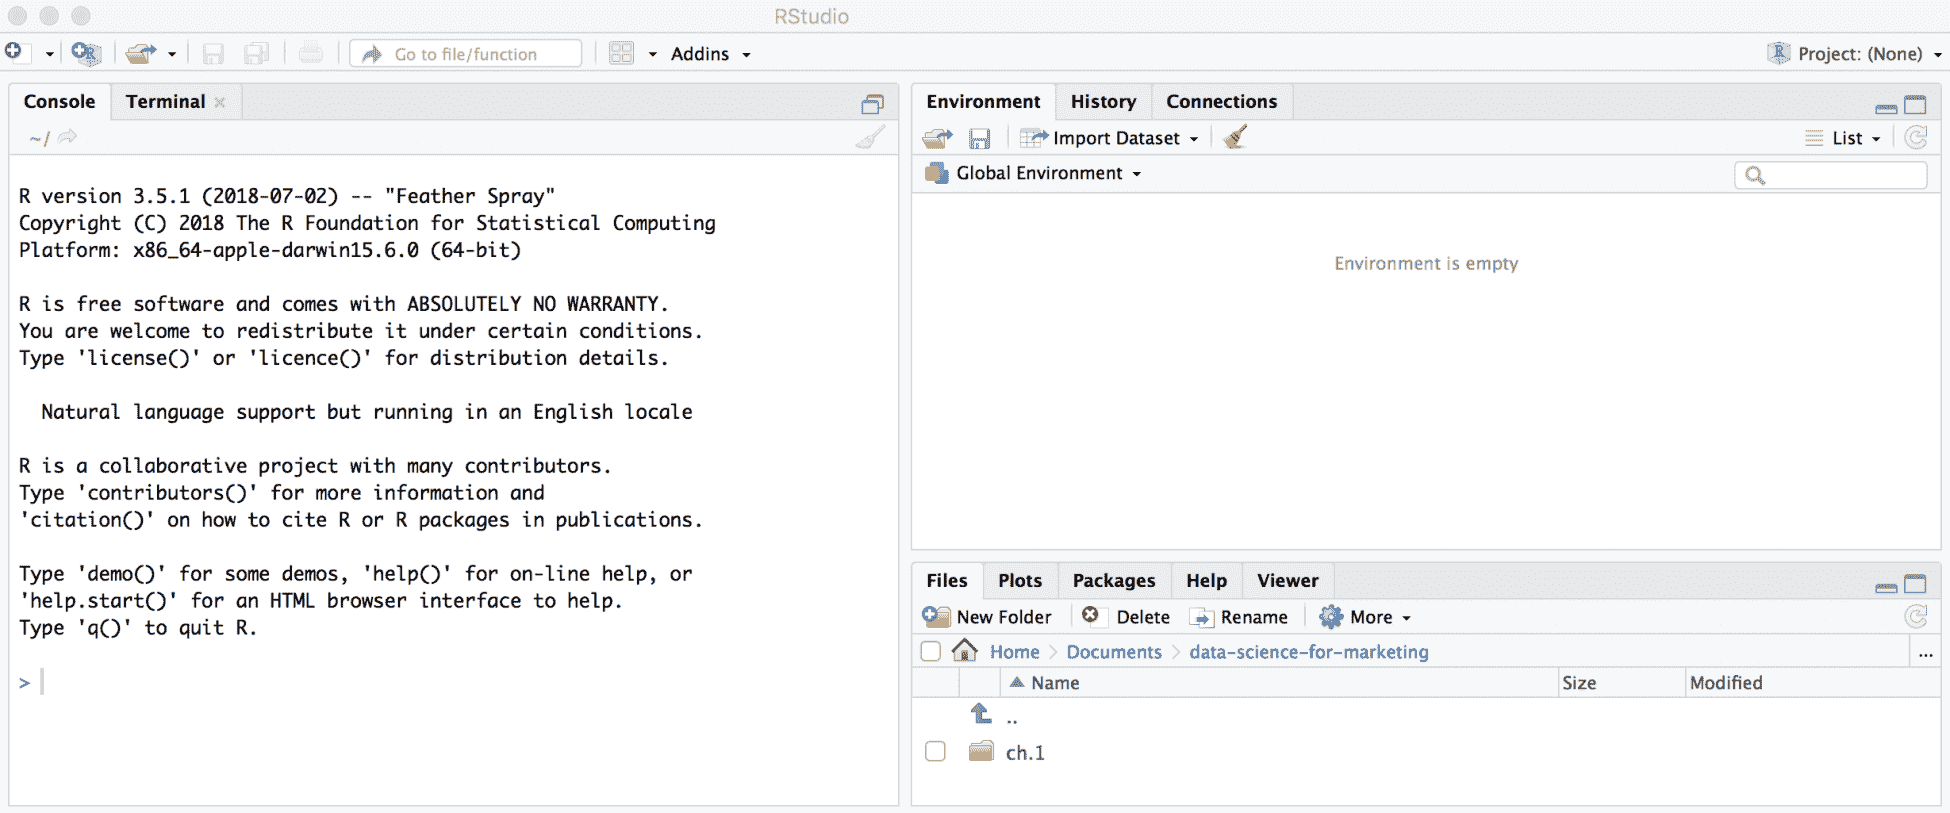 RStudio
Go to file/function
Addins
Project: (None)
Console
Terminal
~/
R version 3.5.1 (2018-07-02) -- "Feather Spray"
Copyright (C) 2018 The R Foundation for Statistical Computing
Platform: x86_64-apple-darwin15.6.0 (64-bit)
R is free software and comes with ABSOLUTELY NO WARRANTY.
You are welcome to redistribute it under certain conditions.
Type 'license()' or 'licence()' for distribution details.
Natural language support but running in an English locale
R is a collaborative project with many contributors.
Type 'contributors()' for more information and
'citation()' on how to cite R or R packages in publications.
Type 'demo()' for some demos, 'help()' for on-line help, or
'help.start()' for an HTML browser interface to help.
Type 'q()' to quit R.
>
Environment History Connections
Import Dataset List
Global Environment
Environment is empty
Files Plots Packages Help Viewer
New Folder Delete Rename More
Home > Documents > data-science-for-marketing ...
Name Size Modified
..
ch.1